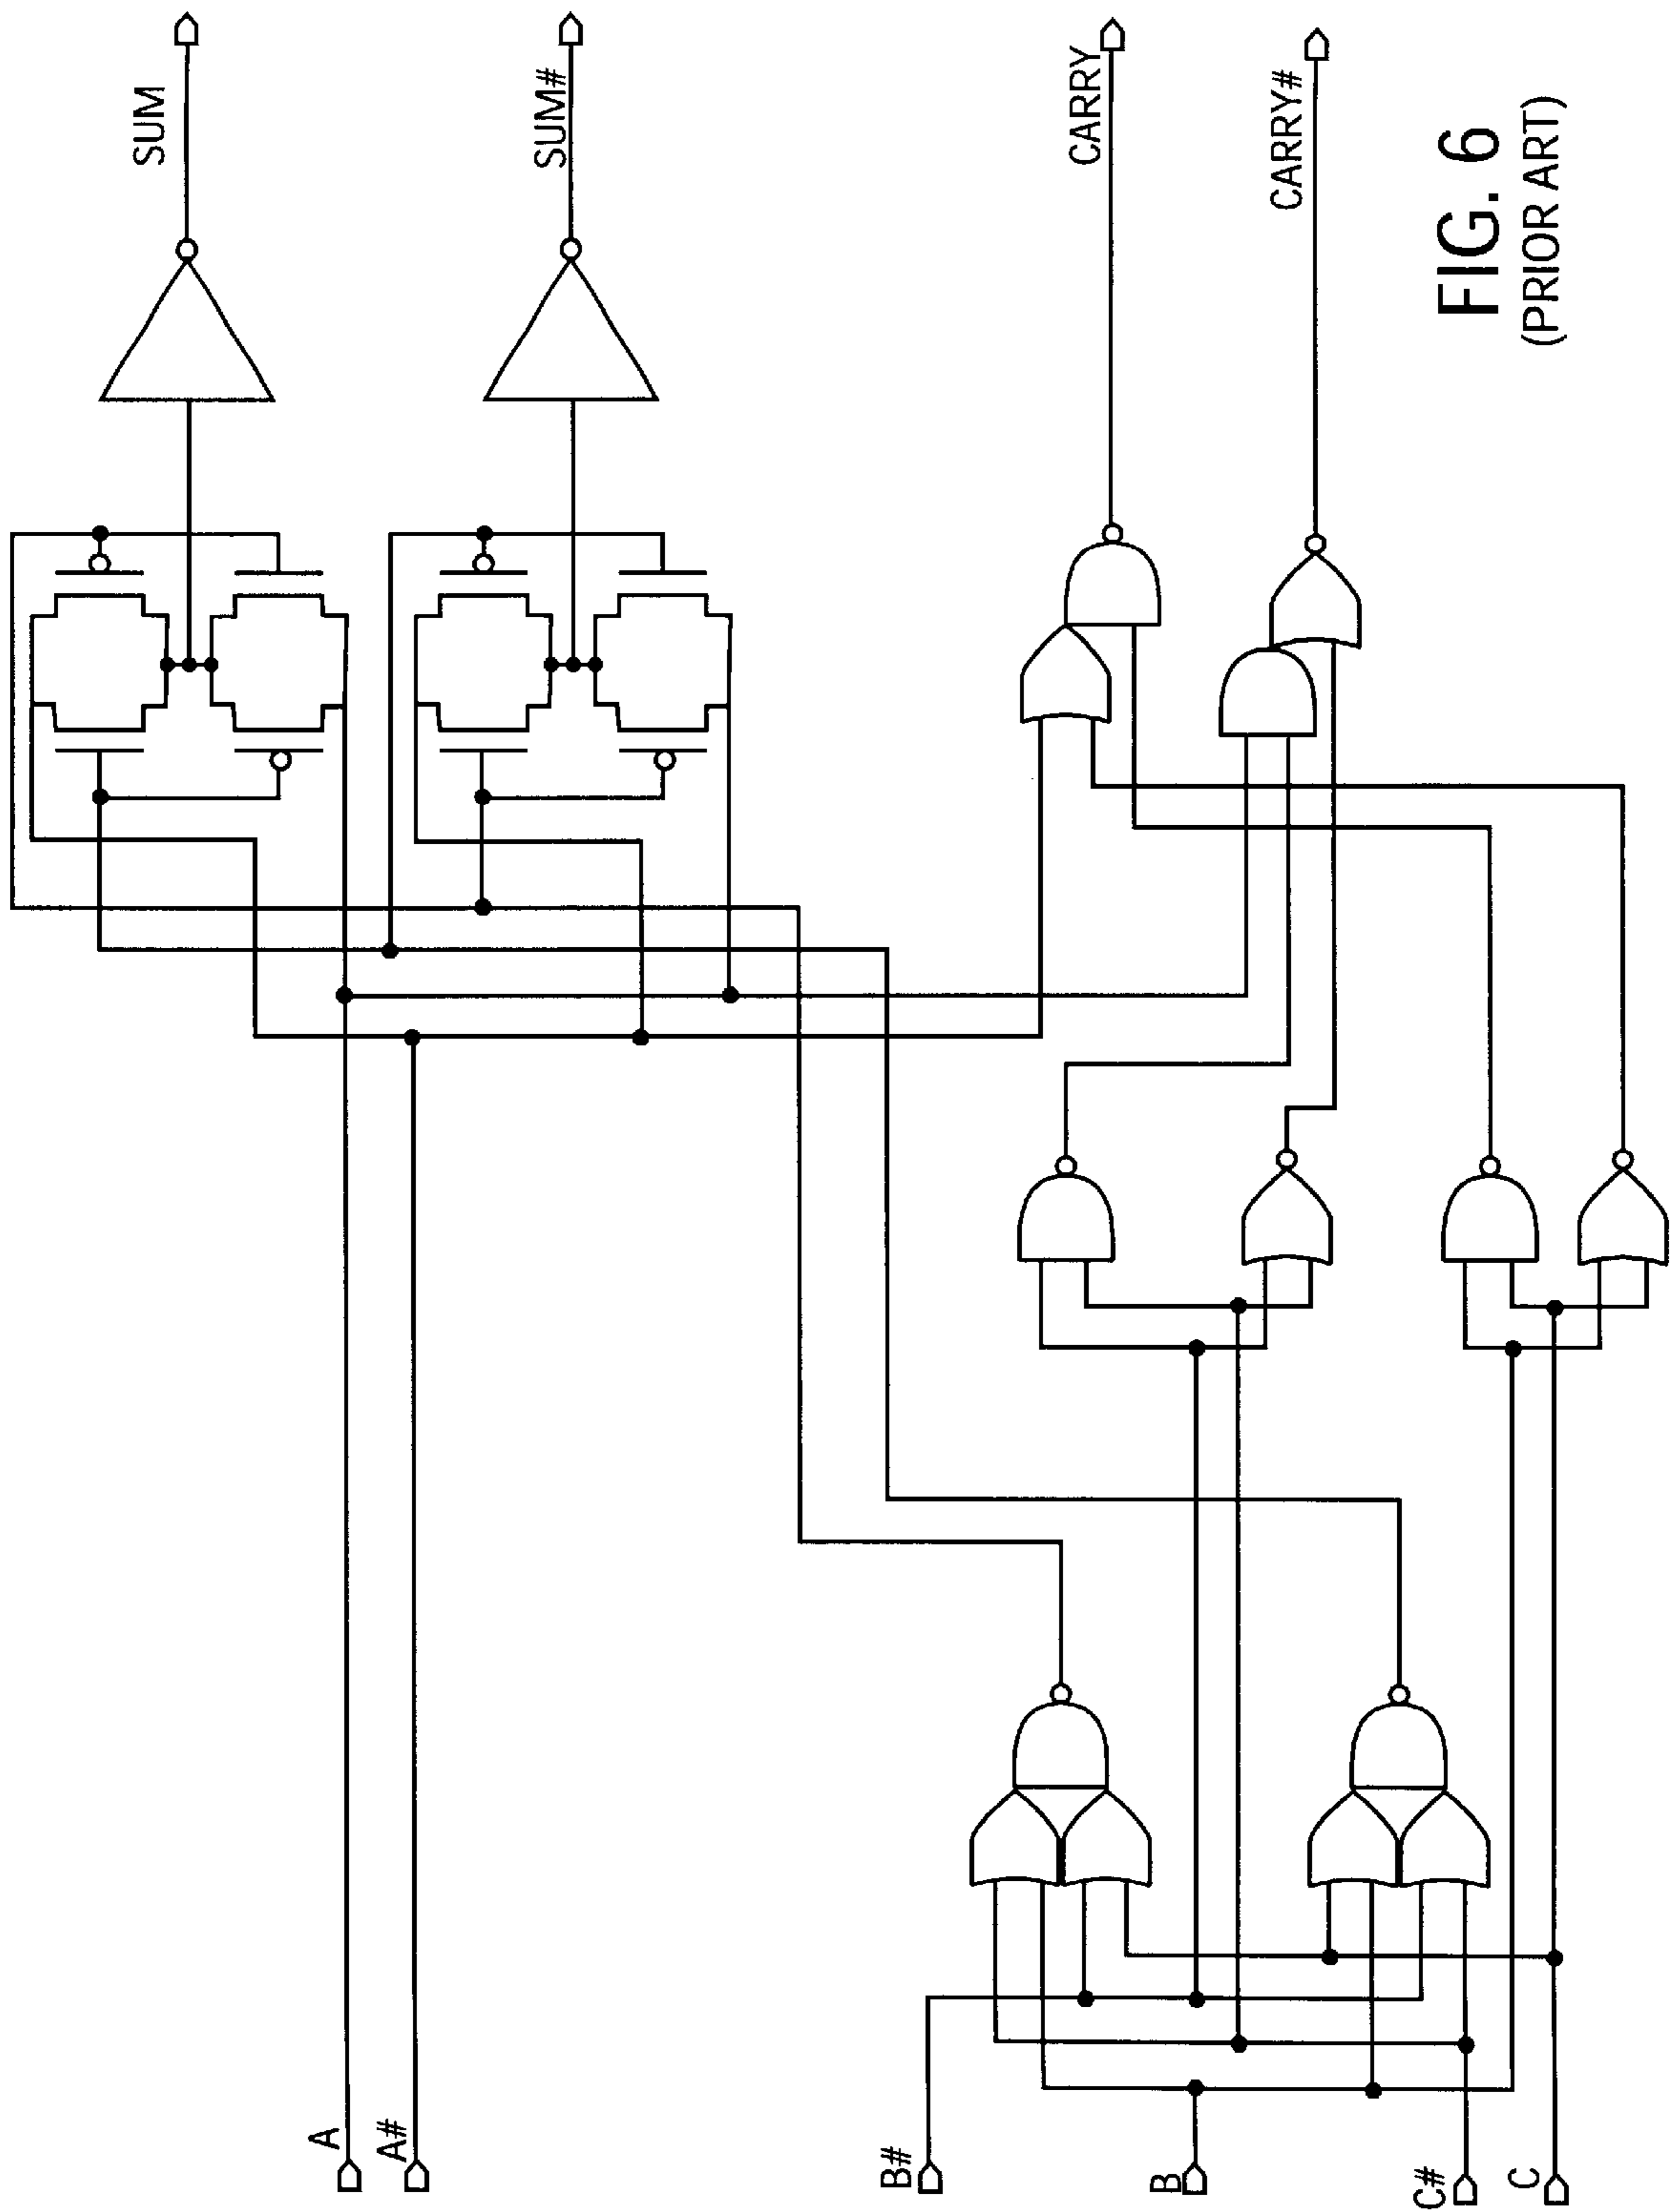 A
A#
B#
B
C#
C
SUM
SUM#
CARRY
CARRY#
FIG. 6
(PRIOR ART)